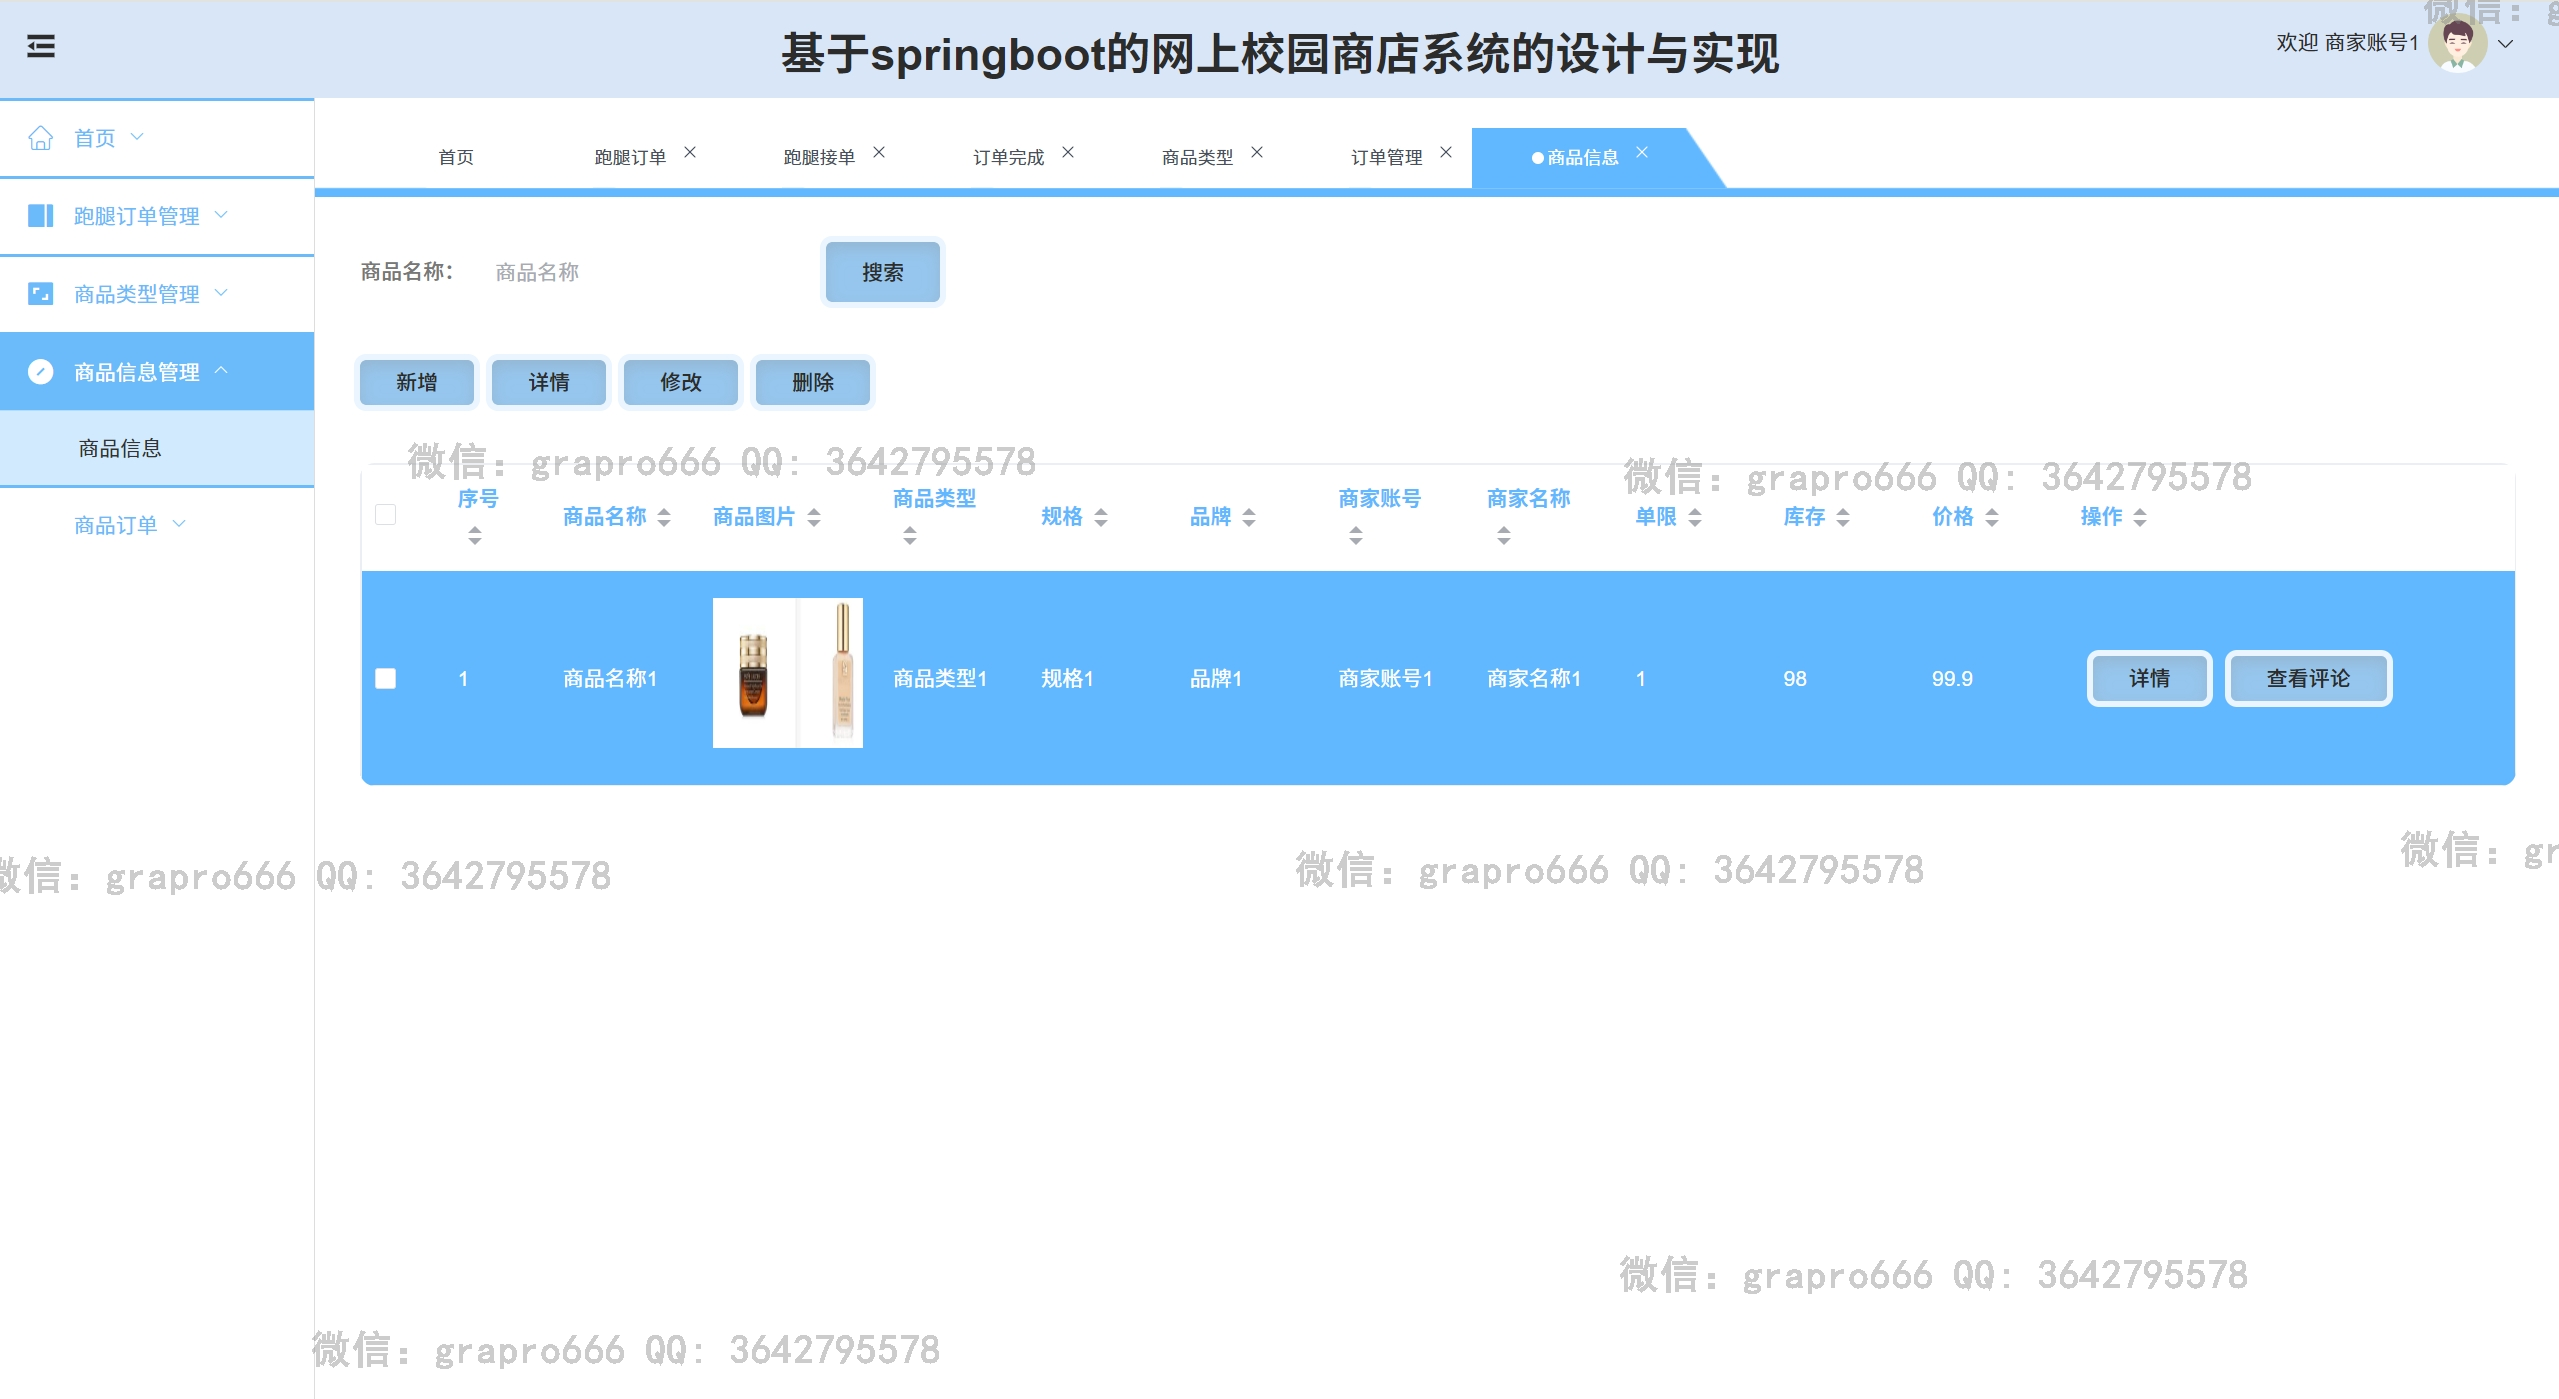 微信：g
基于springboot的网上校园商店系统的设计与实现
欢迎 商家账号1
首页
跑腿订单管理
商品类型管理
商品信息管理
商品信息
商品订单
首页 跑腿订单 跑腿接单 订单完成 商品类型 订单管理 商品信息
商品名称： 商品名称 搜索
新增 详情 修改 删除
微信：grapro666 QQ: 3642795578
微信：grapro666 QQ: 3642795578
序号 商品名称 商品图片 商品类型 规格 品牌 商家账号 商家名称 单限 库存 价格 操作
1 商品名称1 商品类型1 规格1 品牌1 商家账号1 商家名称1 1 98 99.9 详情 查看评论
微信：grapro666 QQ: 3642795578
微信：grapro666 QQ: 3642795578
微信：gr
微信：grapro666 QQ: 3642795578
微信：grapro666 QQ: 3642795578